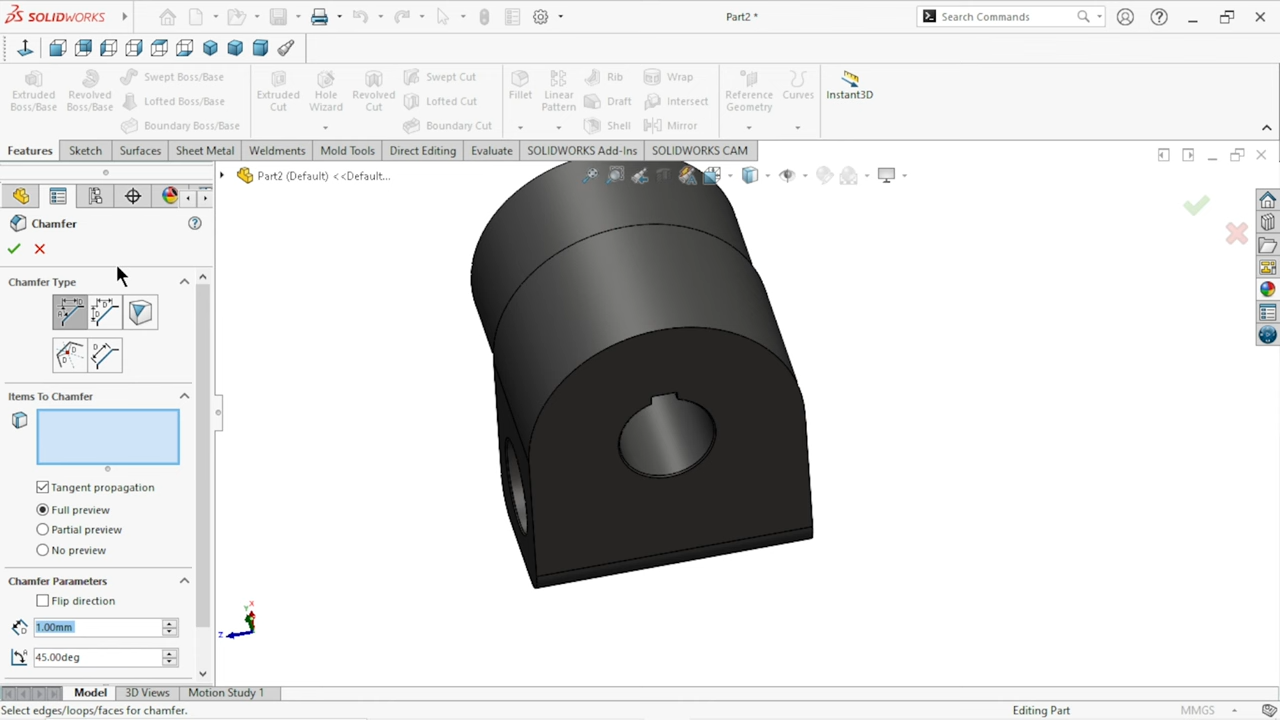 SOLIDWORKS
Part2 *
Search Commands
Extruded Boss/Base
Revolved Boss/Base
Swept Boss/Base
Lofted Boss/Base
Boundary Boss/Base
Extruded Cut
Hole Wizard
Revolved Cut
Swept Cut
Lofted Cut
Boundary Cut
Fillet
Linear Pattern
Rib
Draft
Shell
Wrap
Intersect
Mirror
Reference Geometry
Curves
Instant3D
Features Sketch Surfaces Sheet Metal Weldments Mold Tools Direct Editing Evaluate SOLIDWORKS Add-Ins SOLIDWORKS CAM
Part2 (Default) <<Default...
Chamfer
Chamfer Type
Items To Chamfer
Tangent propagation
Full preview
Partial preview
No preview
Chamfer Parameters
Flip direction
1.00mm
45.00deg
Model 3D Views Motion Study 1
Select edges/loops/faces for chamfer. Editing Part MMGS